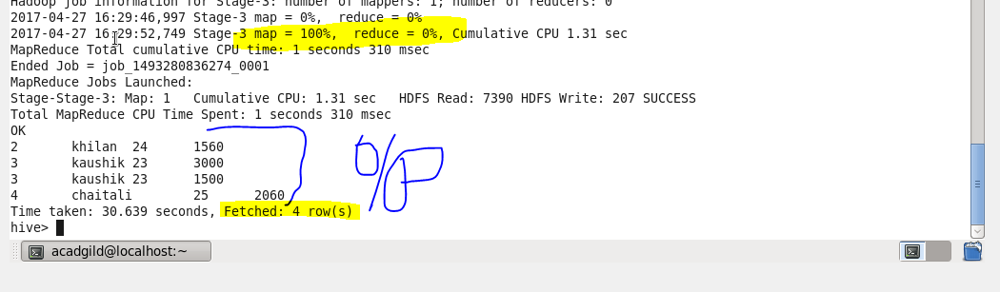 Hadoop job information for Stage-3: number of mappers: 1; number of reducers: 0
2017-04-27 16:29:46,997 Stage-3 map = 0%,  reduce = 0%
2017-04-27 16:29:52,749 Stage-3 map = 100%,  reduce = 0%, Cumulative CPU 1.31 sec
MapReduce Total cumulative CPU time: 1 seconds 310 msec
Ended Job = job_1493280836274_0001
MapReduce Jobs Launched:
Stage-Stage-3: Map: 1   Cumulative CPU: 1.31 sec   HDFS Read: 7390 HDFS Write: 207 SUCCESS
Total MapReduce CPU Time Spent: 1 seconds 310 msec
OK
2       khilan  24      1560
3       kaushik 23      3000
3       kaushik 23      1500
4       chaitali        25      2060
O/P
Time taken: 30.639 seconds, Fetched: 4 row(s)
hive>
acadgild@localhost:~